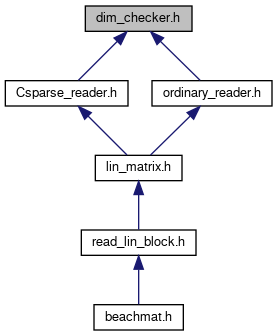 dim_checker.h
Csparse_reader.h
ordinary_reader.h
lin_matrix.h
read_lin_block.h
beachmat.h